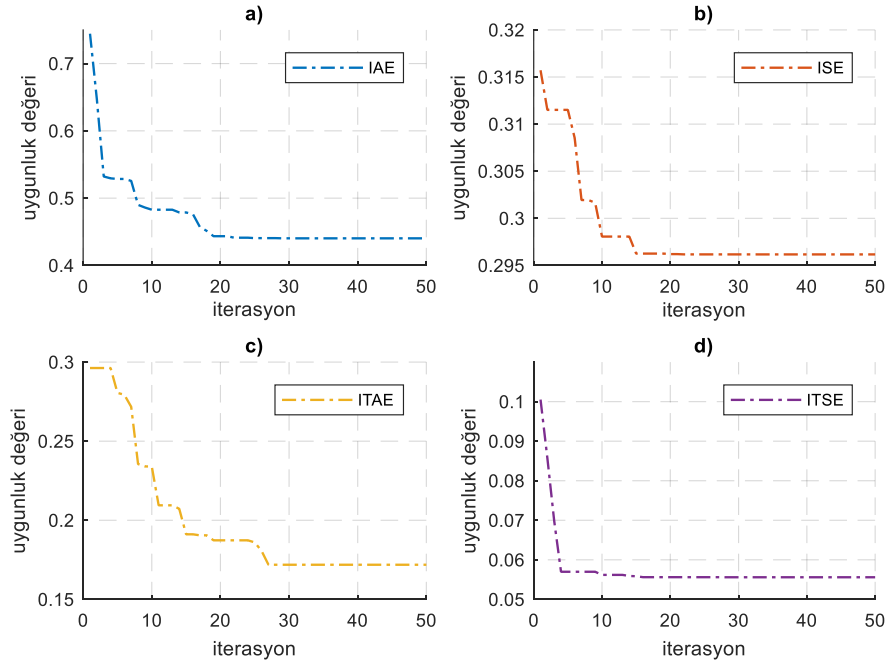 a)
uygunluk değeri
0.7
0.6
0.5
0.4
IAE
0 10 20 30 40 50
iterasyon
b)
uygunluk değeri
0.32
0.315
0.31
0.305
0.3
0.295
ISE
0 10 20 30 40 50
iterasyon
c)
uygunluk değeri
0.3
0.25
0.2
0.15
ITAE
0 10 20 30 40 50
iterasyon
d)
uygunluk değeri
0.1
0.09
0.08
0.07
0.06
0.05
ITSE
0 10 20 30 40 50
iterasyon